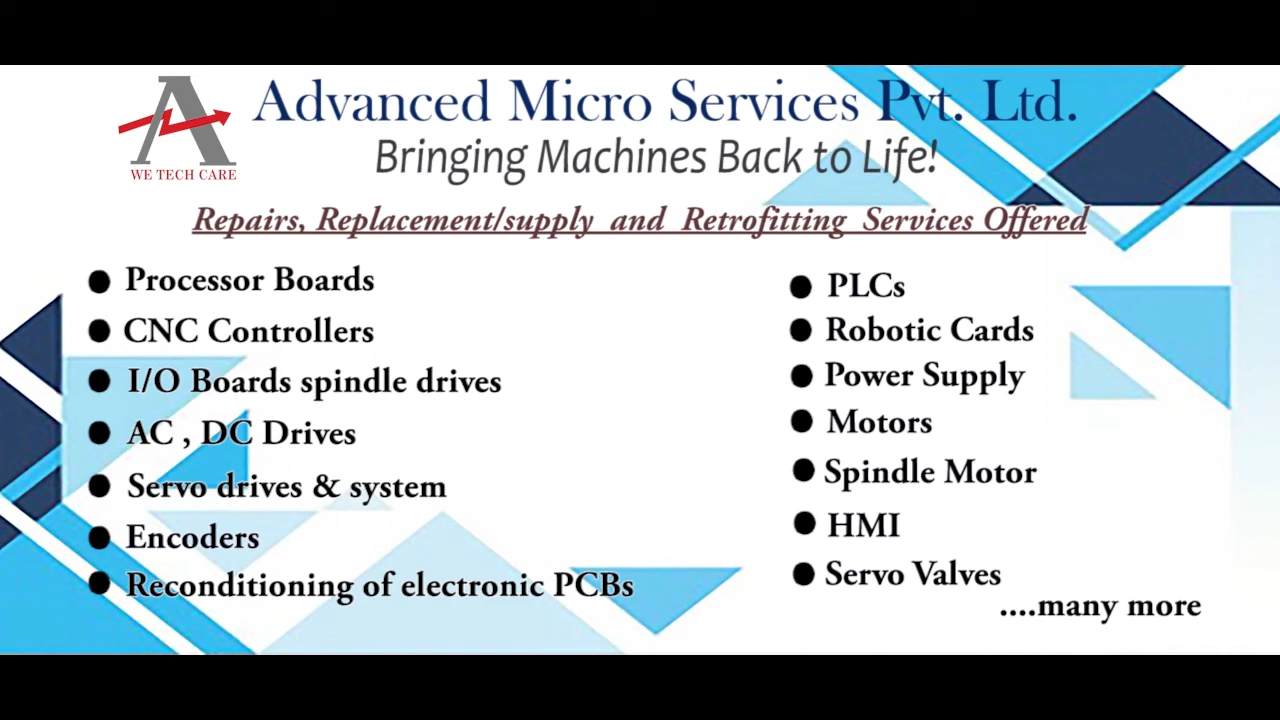 Advanced Micro Services Pvt. Ltd.
Bringing Machines Back to Life!
WE TECH CARE
Repairs, Replacement/supply and Retrofitting Services Offered
Processor Boards
CNC Controllers
I/O Boards spindle drives
AC , DC Drives
Servo drives & system
Encoders
Reconditioning of electronic PCBs
PLCs
Robotic Cards
Power Supply
Motors
Spindle Motor
HMI
Servo Valves
....many more